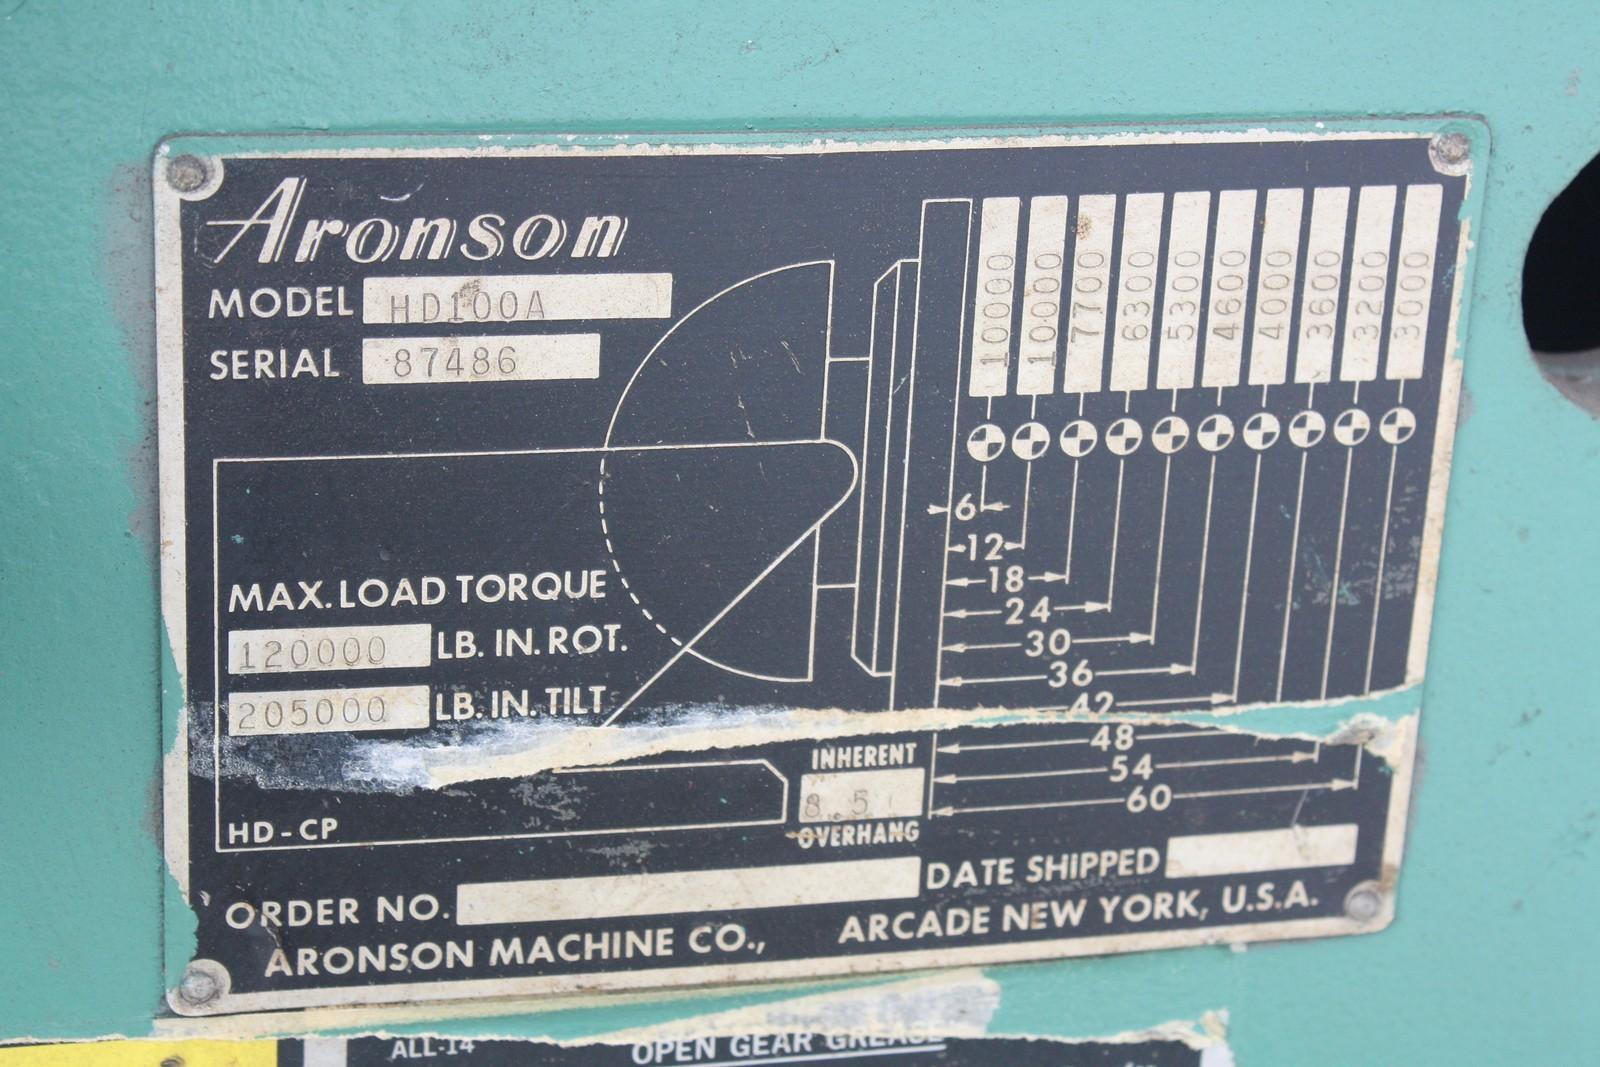 Aronson
MODEL HD100A
SERIAL 87486
10000 10000 7700 6300 5300 4600 4000 3600 3200 3000
6
12
18
24
30
36
42
48
54
60
MAX. LOAD TORQUE
120000 LB. IN. ROT.
205000 LB. IN. TILT
INHERENT
8.5
OVERHANG
HD-CP
ORDER NO. DATE SHIPPED
ARONSON MACHINE CO., ARCADE NEW YORK, U.S.A.
ALL-14 OPEN GEAR GREASE